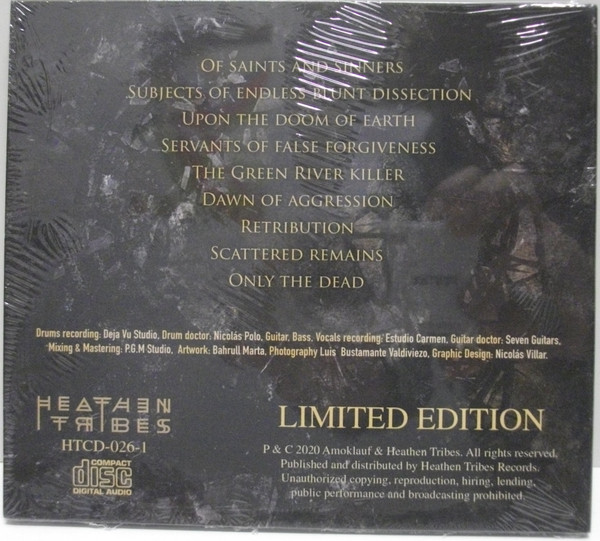 OF SAINTS AND SINNERS
SUBJECTS OF ENDLESS BLUNT DISSECTION
UPON THE DOOM OF EARTH
SERVANTS OF FALSE FORGIVENESS
THE GREEN RIVER KILLER
DAWN OF AGGRESSION
RETRIBUTION
SCATTERED REMAINS
ONLY THE DEAD
Drums recording: Deja Vu Studio, Drum doctor: Nicolás Polo, Guitar, Bass, Vocals recording: Estudio Carmen, Guitar doctor: Seven Guitars,
Mixing & Mastering: P.G.M Studio, Artwork: Bahrull Marta, Photography Luis Bustamante Valdiviezo, Graphic Design: Nicolás Villar.
HEATHEN
TRIBES
HTCD-026-1
COMPACT
disc
DIGITAL AUDIO
LIMITED EDITION
P & C 2020 Amoklauf & Heathen Tribes. All rights reserved.
Published and distributed by Heathen Tribes Records.
Unauthorized copying, reproduction, hiring, lending,
public performance and broadcasting prohibited.